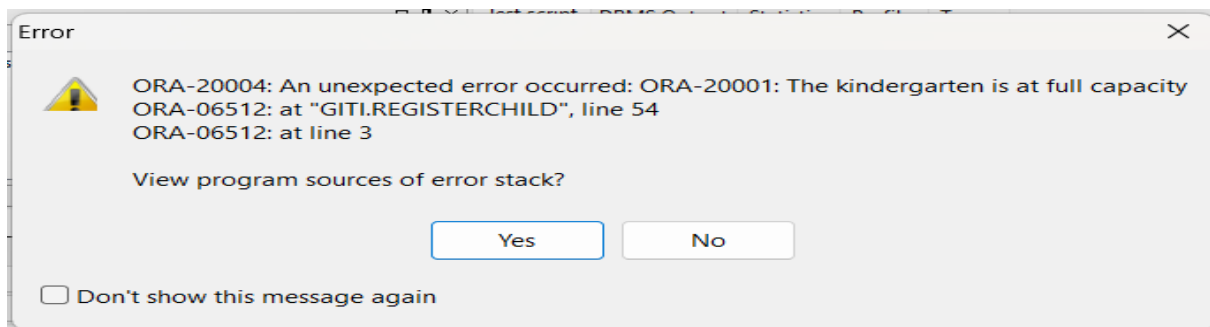 Error
ORA-20004: An unexpected error occurred: ORA-20001: The kindergarten is at full capacity
ORA-06512: at "GITI.REGISTERCHILD", line 54
ORA-06512: at line 3
View program sources of error stack?
Yes No
Don't show this message again